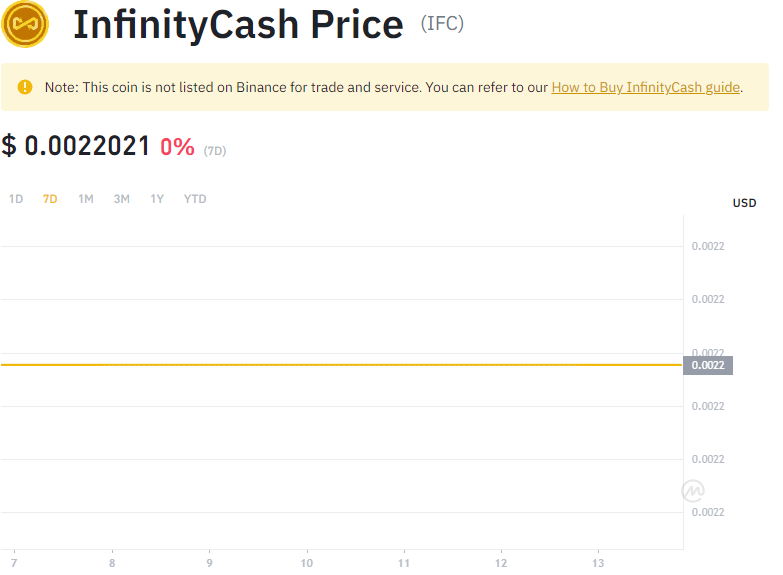 InfinityCash Price (IFC)
Note: This coin is not listed on Binance for trade and service. You can refer to our How to Buy InfinityCash guide.
$ 0.0022021 0% (7D)
1D 7D 1M 3M 1Y YTD
USD
0.0022
0.0022
0.0022
0.0022
0.0022
0.0022
0.0022
7 8 9 10 11 12 13